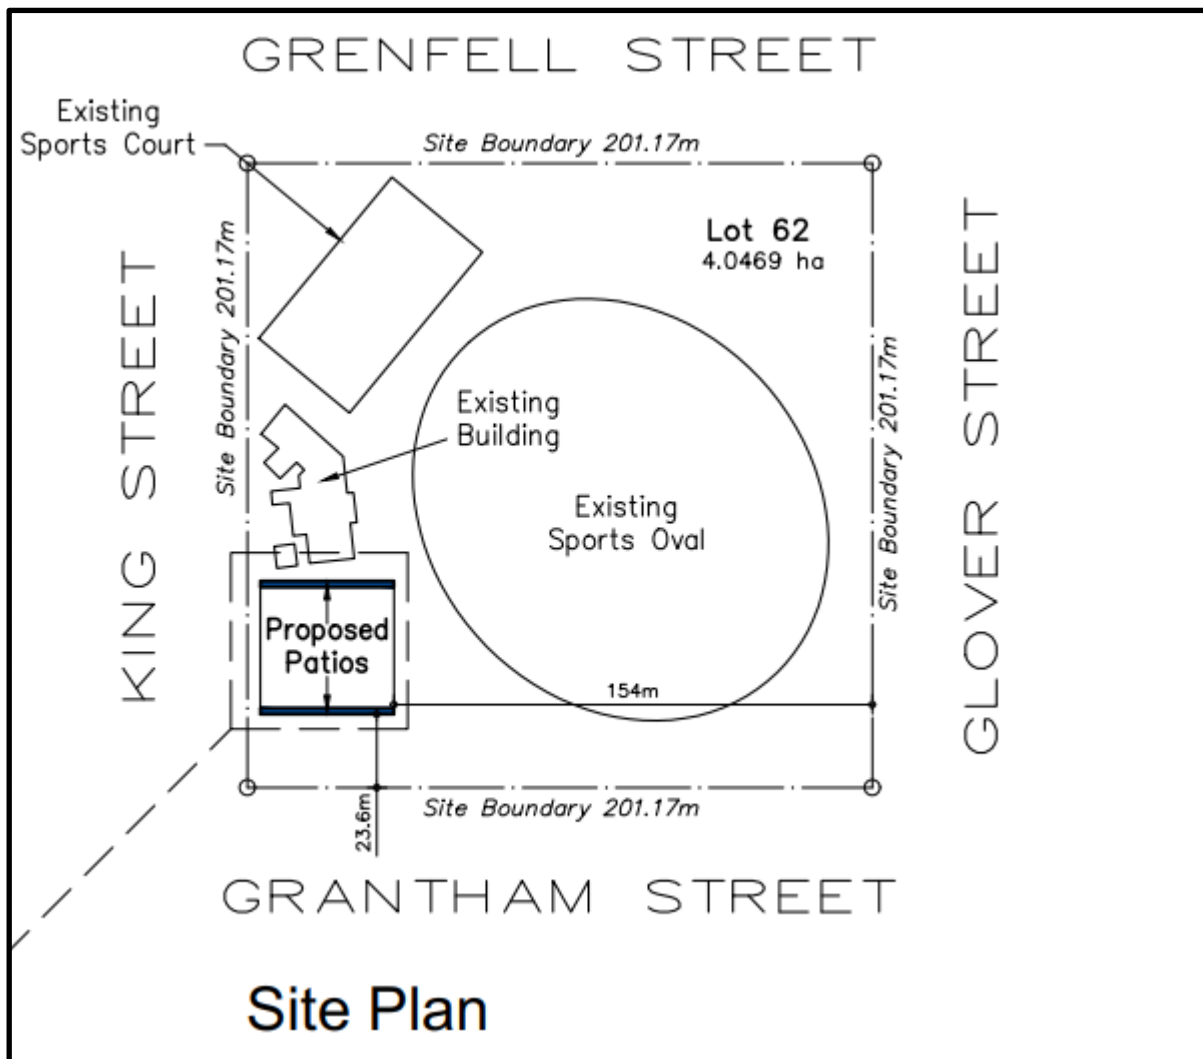 GRENFELL STREET
Existing
Sports Court
Site Boundary 201.17m
Lot 62
4.0469 ha
KING STREET
Site Boundary 201.17m
Existing
Building
Existing
Sports Oval
Site Boundary 201.17m
GLOVER STREET
Proposed
Patios
154m
23.6m
Site Boundary 201.17m
GRANTHAM STREET
Site Plan